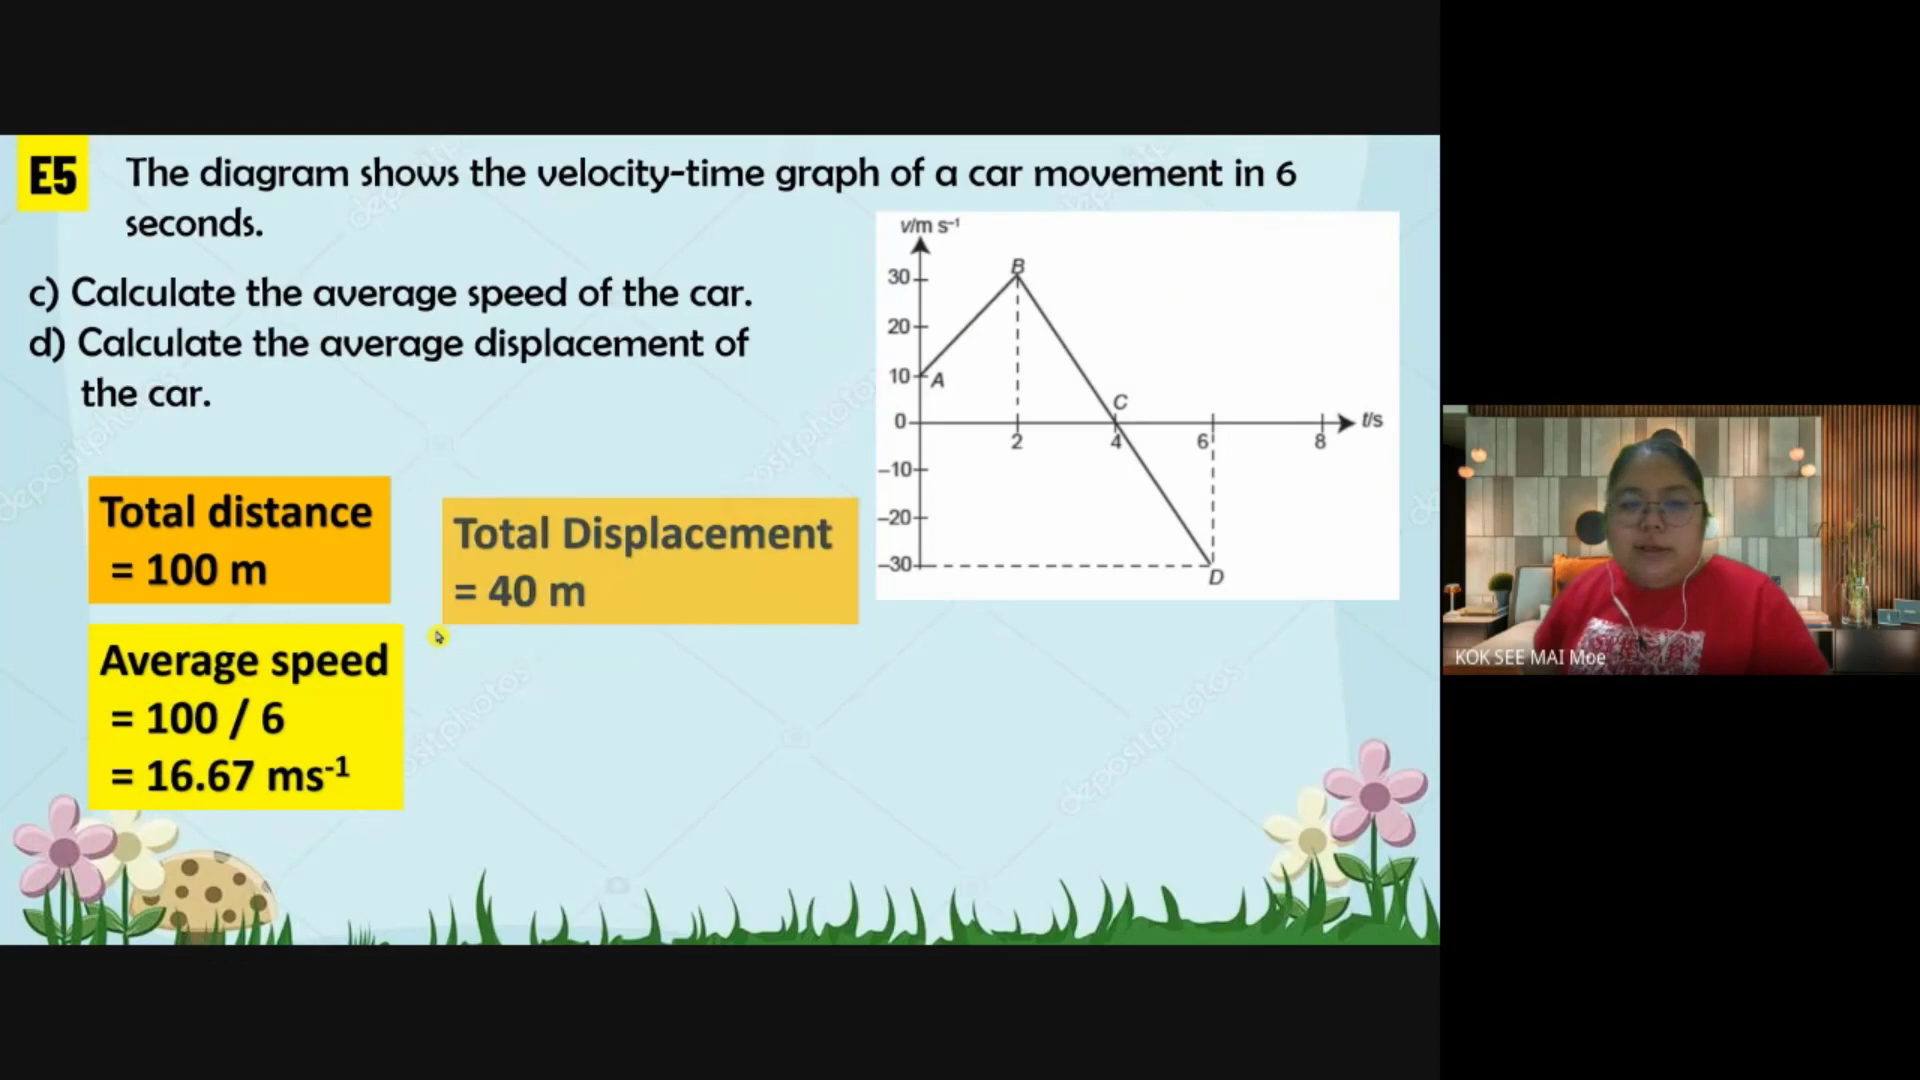 E5
The diagram shows the velocity-time graph of a car movement in 6
seconds.
c) Calculate the average speed of the car.
d) Calculate the average displacement of
the car.
Total distance
= 100 m
Total Displacement
= 40 m
Average speed
= 100 / 6
= 16.67 ms⁻¹
v/m s⁻¹
30
20
10
0
–10
–20
–30
A
B
C
D
2
4
6
8
t/s
KOK SEE MAI Moe
depositphotos
depositphotos
depositphotos